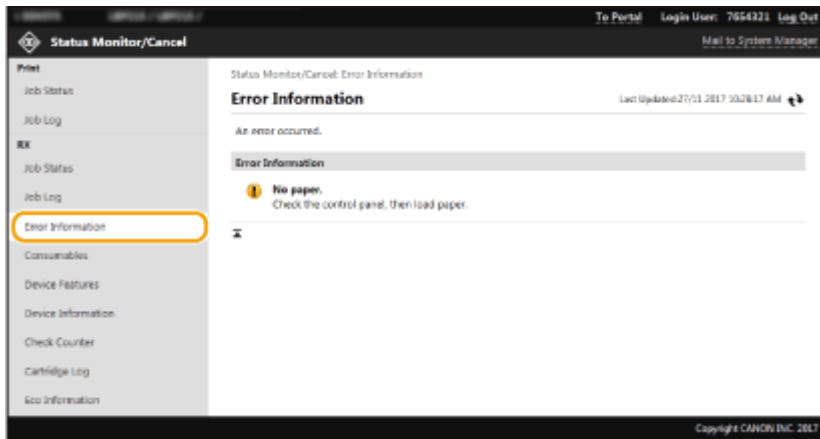 To Portal Login User: 7654321 Log Out
Status Monitor/Cancel
Mail to System Manager
Print
Job Status
Job Log
RX
Job Status
Job Log
Error Information
Consumables
Device Features
Device Information
Check Counter
Cartridge Log
Eco Information
Status Monitor/Cancel: Error Information
Error Information
Last Updated:27/11 2017 10:28:17 AM
An error occurred.
Error Information
No paper.
Check the control panel, then load paper.
Copyright CANON INC. 2017